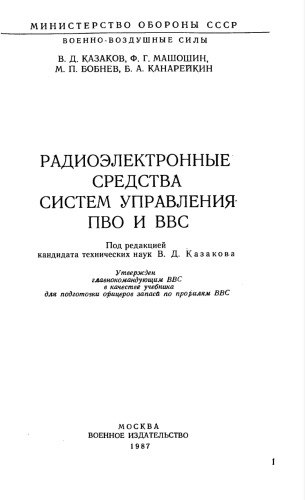 МИНИСТЕРСТВО ОБОРОНЫ СССР
ВОЕННО-ВОЗДУШНЫЕ СИЛЫ
В. Д. КАЗАКОВ, Ф. Г. МАШОШИН,
М. П. БОБНЕВ, Б. А. КАНАРЕЙКИН
РАДИОЭЛЕКТРОННЫЕ
СРЕДСТВА
СИСТЕМ УПРАВЛЕНИЯ
ПВО И ВВС
Под редакцией
кандидата технических наук В. Д. Казакова
Утвержден
главнокомандующим ВВС
в качестве учебника
для подготовки офицеров запаса по профилям ВВС
МОСКВА
ВОЕННОЕ ИЗДАТЕЛЬСТВО
1987
1